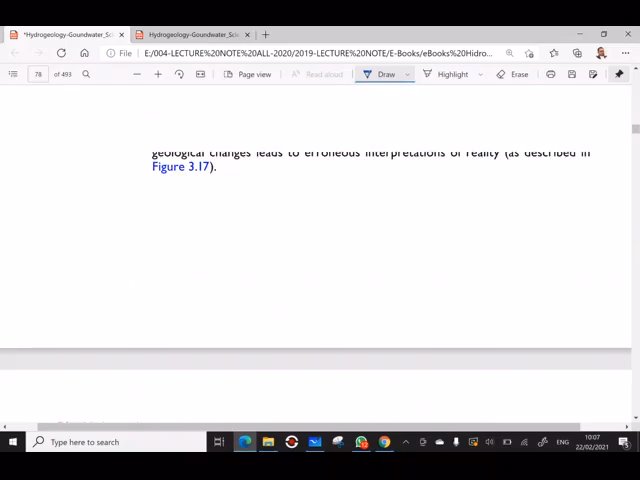 *Hydrogeology-Goundwater_Sci
Hydrogeology-Goundwater_Scie
File
E:/004-LECTURE%20NOTE%20ALL-2020/2019-LECTURE%20NOTE/E-Books/eBooks%20Hidro...
78 of 493
Page view
Read aloud
Draw
Highlight
Erase
geological changes leads to erroneous interpretations of reality (as described in
Figure 3.17).
Type here to search
ENG
10:07
22/02/2021